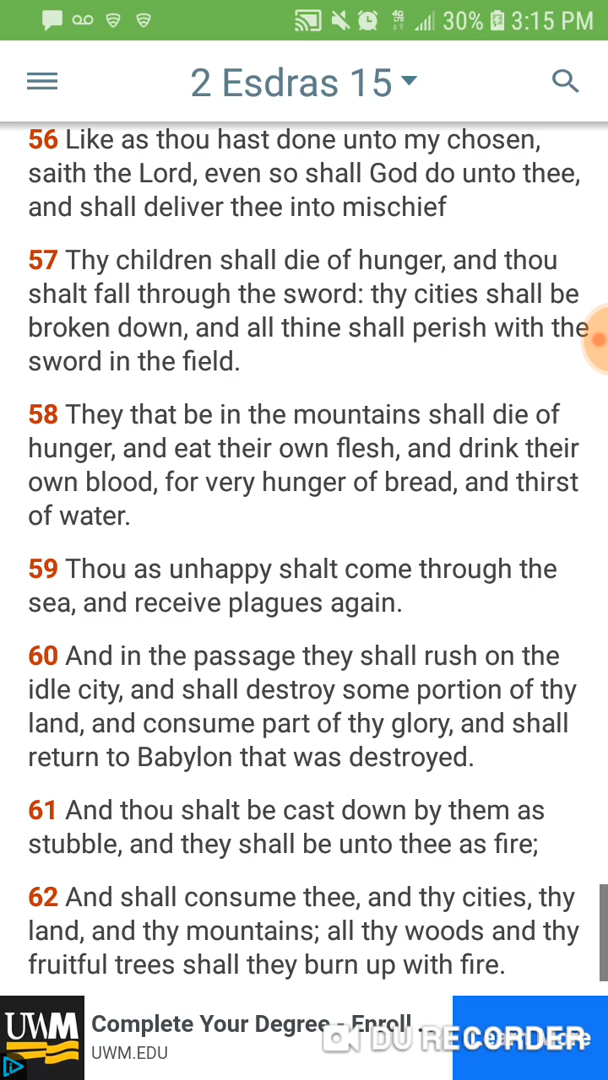 4G 30% 3:15 PM
2 Esdras 15
56 Like as thou hast done unto my chosen,
saith the Lord, even so shall God do unto thee,
and shall deliver thee into mischief
57 Thy children shall die of hunger, and thou
shalt fall through the sword: thy cities shall be
broken down, and all thine shall perish with the
sword in the field.
58 They that be in the mountains shall die of
hunger, and eat their own flesh, and drink their
own blood, for very hunger of bread, and thirst
of water.
59 Thou as unhappy shalt come through the
sea, and receive plagues again.
60 And in the passage they shall rush on the
idle city, and shall destroy some portion of thy
land, and consume part of thy glory, and shall
return to Babylon that was destroyed.
61 And thou shalt be cast down by them as
stubble, and they shall be unto thee as fire;
62 And shall consume thee, and thy cities, thy
land, and thy mountains; all thy woods and thy
fruitful trees shall they burn up with fire.
UWM
Complete Your Degree - Enroll ...
UWM.EDU
Learn More
DU RECORDER